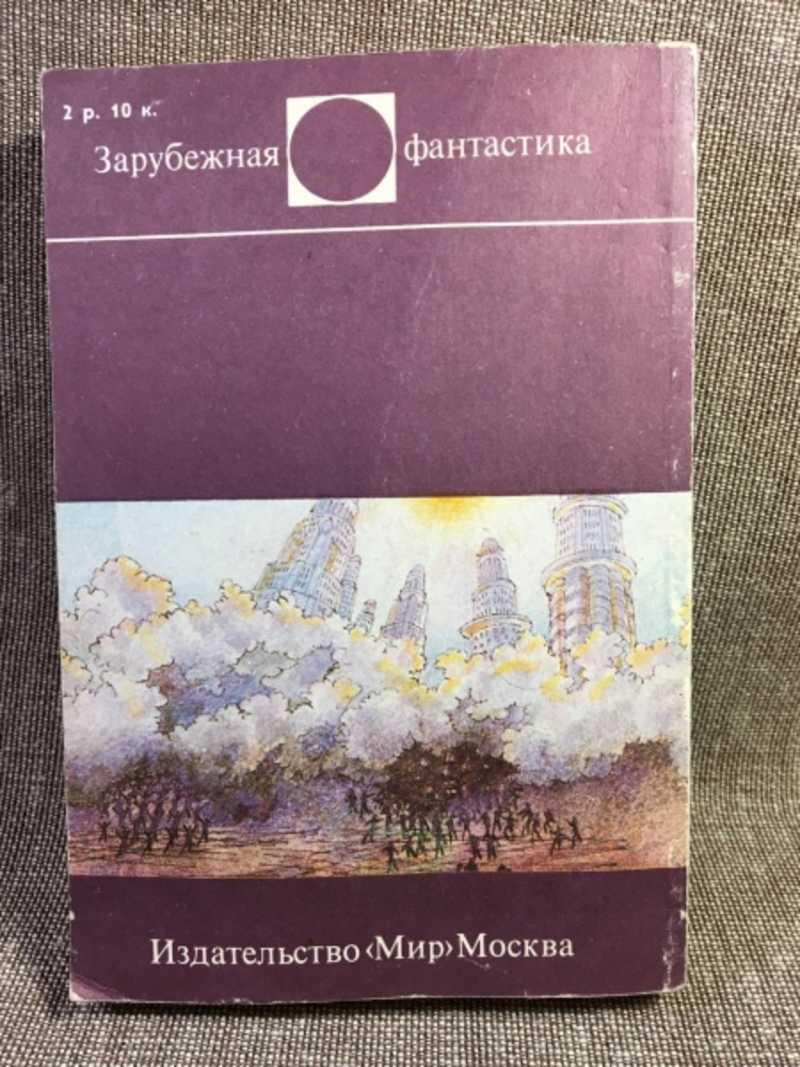 2 р. 10 к.
Зарубежная фантастика
Издательство «Мир» Москва